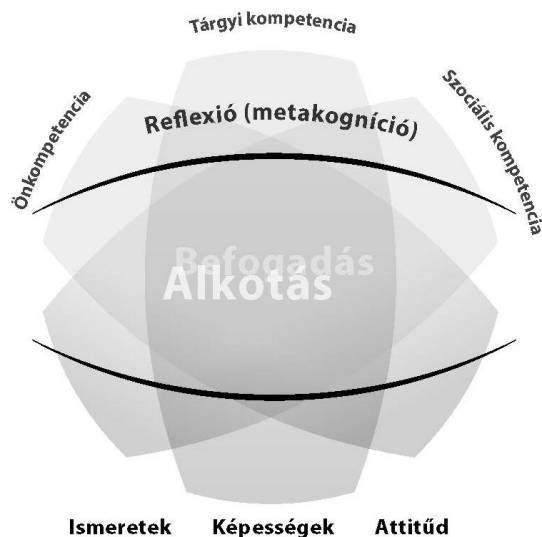 Tárgyi kompetencia
Önkompetencia
Szociális kompetencia
Reflexió (metakogníció)
Befogadás
Alkotás
Ismeretek Képességek Attitűd